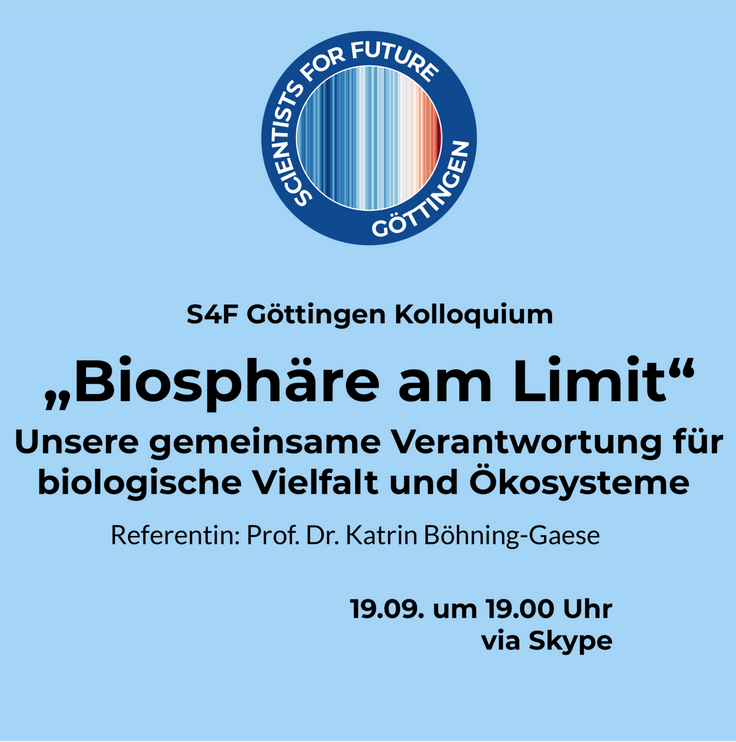 SCIENTISTS FOR FUTURE
GÖTTINGEN
S4F Göttingen Kolloquium
„Biosphäre am Limit“
Unsere gemeinsame Verantwortung für
biologische Vielfalt und Ökosysteme
Referentin: Prof. Dr. Katrin Böhning-Gaese
19.09. um 19.00 Uhr
via Skype